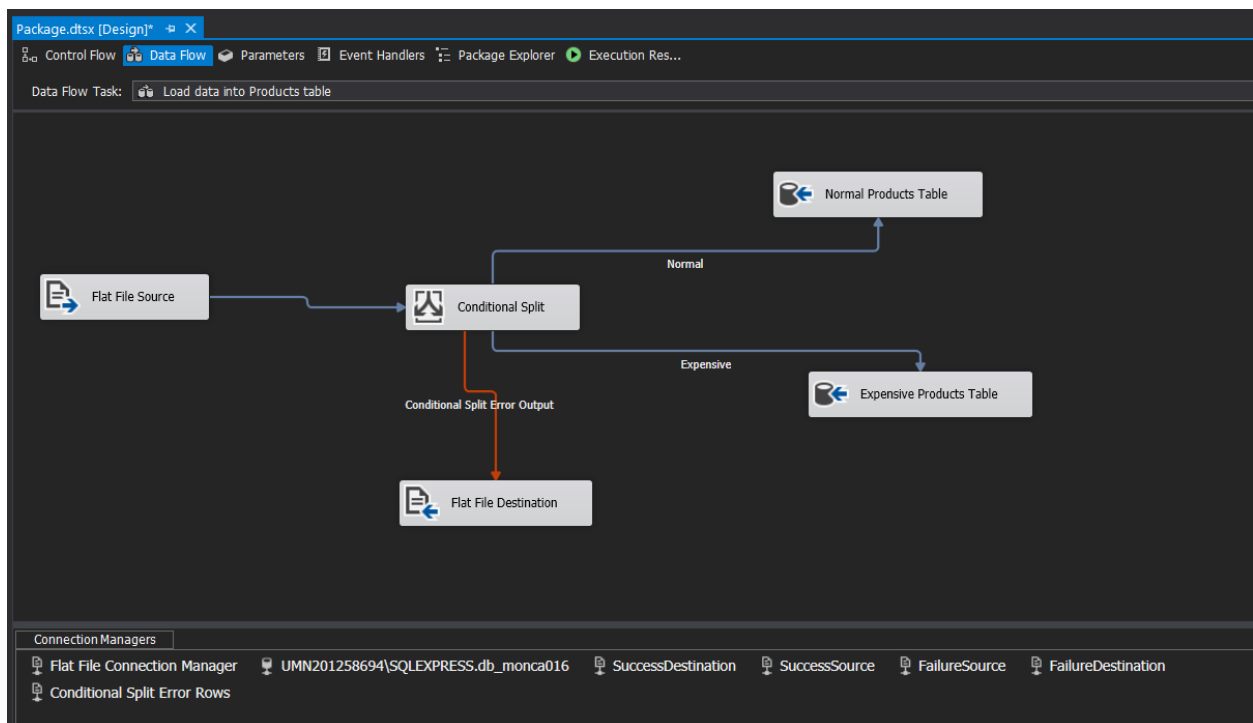 Package.dtsx [Design]*
Control Flow Data Flow Parameters Event Handlers Package Explorer Execution Res...
Data Flow Task: Load data into Products table
Normal Products Table
Normal
Flat File Source
Conditional Split
Expensive
Expensive Products Table
Conditional Split Error Output
Flat File Destination
Connection Managers
Flat File Connection Manager UMN201258694\SQLEXPRESS.db_monca016 SuccessDestination SuccessSource FailureSource FailureDestination
Conditional Split Error Rows